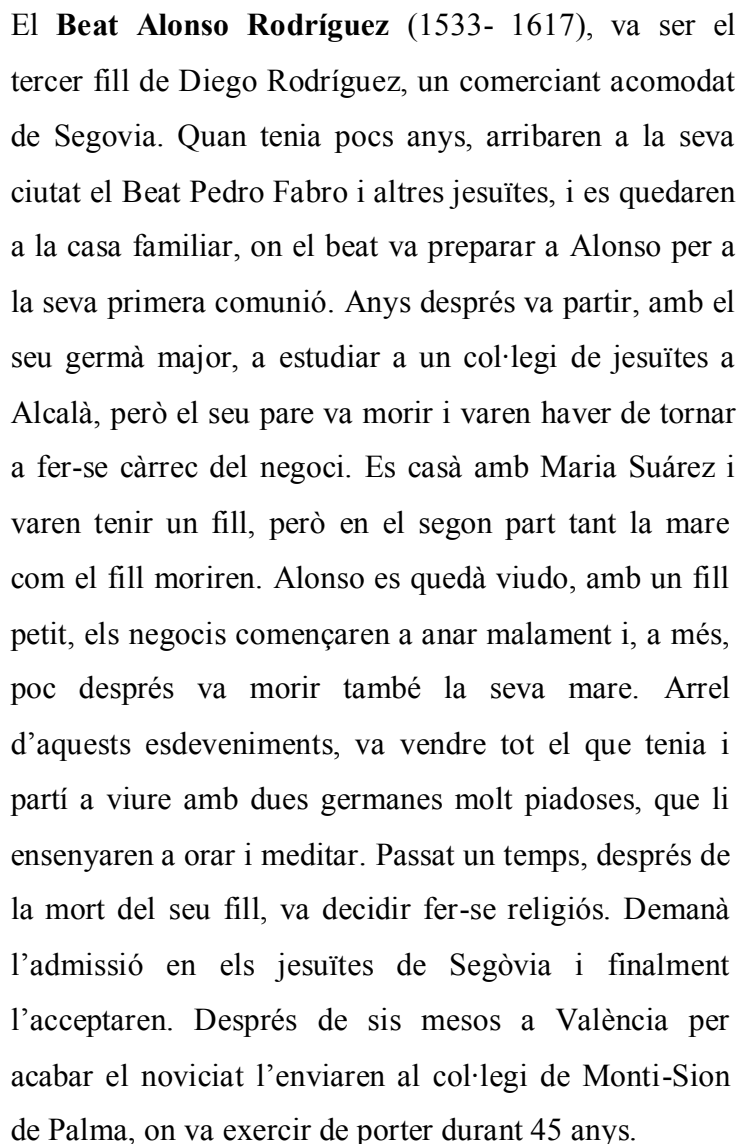 El Beat Alonso Rodríguez (1533- 1617), va ser el
tercer fill de Diego Rodríguez, un comerciant acomodat
de Segovia. Quan tenia pocs anys, arribaren a la seva
ciutat el Beat Pedro Fabro i altres jesuïtes, i es quedaren
a la casa familiar, on el beat va preparar a Alonso per a
la seva primera comunió. Anys després va partir, amb el
seu germà major, a estudiar a un col·legi de jesuïtes a
Alcalà, però el seu pare va morir i varen haver de tornar
a fer-se càrrec del negoci. Es casà amb Maria Suárez i
varen tenir un fill, però en el segon part tant la mare
com el fill moriren. Alonso es quedà viudo, amb un fill
petit, els negocis començaren a anar malament i, a més,
poc després va morir també la seva mare. Arrel
d’aquests esdeveniments, va vendre tot el que tenia i
partí a viure amb dues germanes molt piadoses, que li
ensenyaren a orar i meditar. Passat un temps, després de
la mort del seu fill, va decidir fer-se religiós. Demanà
l’admissió en els jesuïtes de Segòvia i finalment
l’acceptaren. Després de sis mesos a València per
acabar el noviciat l’enviaren al col·legi de Monti-Sion
de Palma, on va exercir de porter durant 45 anys.